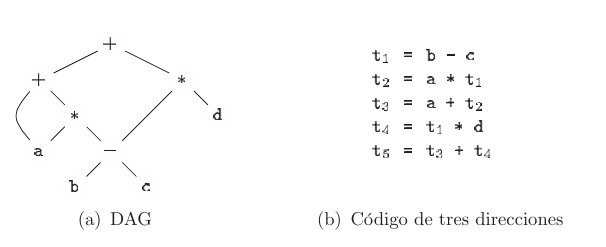 +
+ *
* d
a −
b c
t₁ = b - c
t₂ = a * t₁
t₃ = a + t₂
t₄ = t₁ * d
t₅ = t₃ + t₄
(a) DAG
(b) Código de tres direcciones